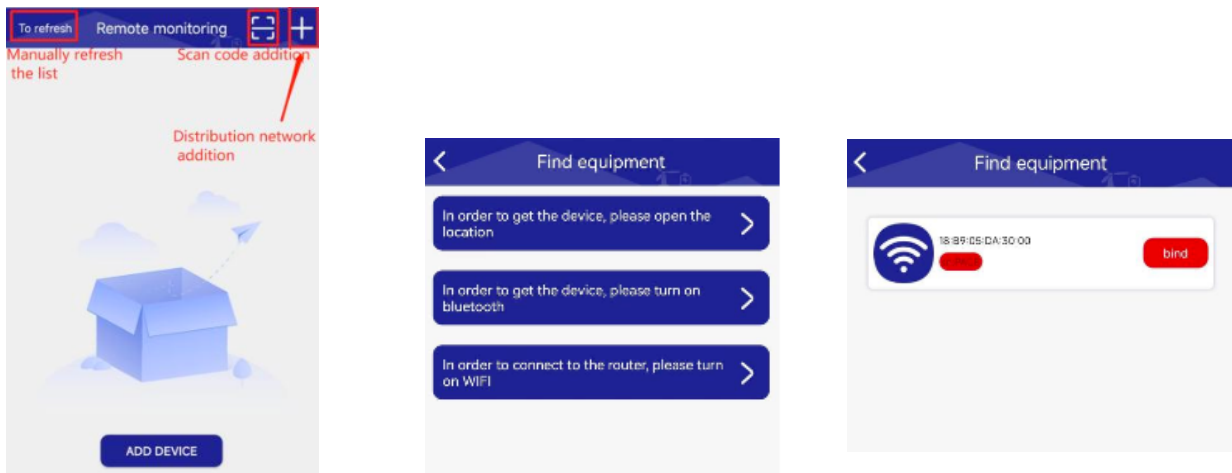 To refresh
Remote monitoring
Manually refresh
the list
Scan code addition
Distribution network
addition
ADD DEVICE
Find equipment
In order to get the device, please open the
location
In order to get the device, please turn on
bluetooth
In order to connect to the router, please turn
on WIFI
Find equipment
18:B9:05:DA:30:00
bind